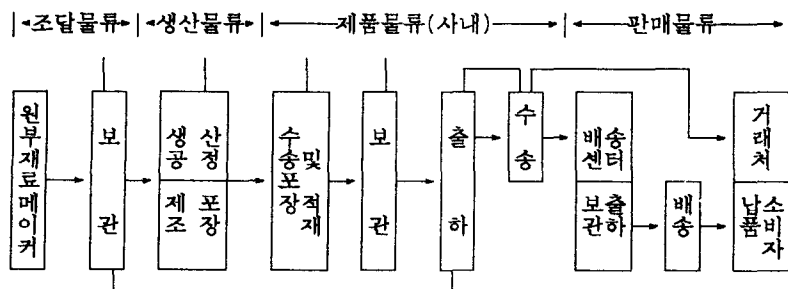 조달물류 생산물류 제품물류(사내) 판매물류
원부재료메이커
보관
생산공정
제조 포장
수송포장 및 적재
보관
출하
수송
배송센터
보관 출하
배송
거래처
납품 소비자